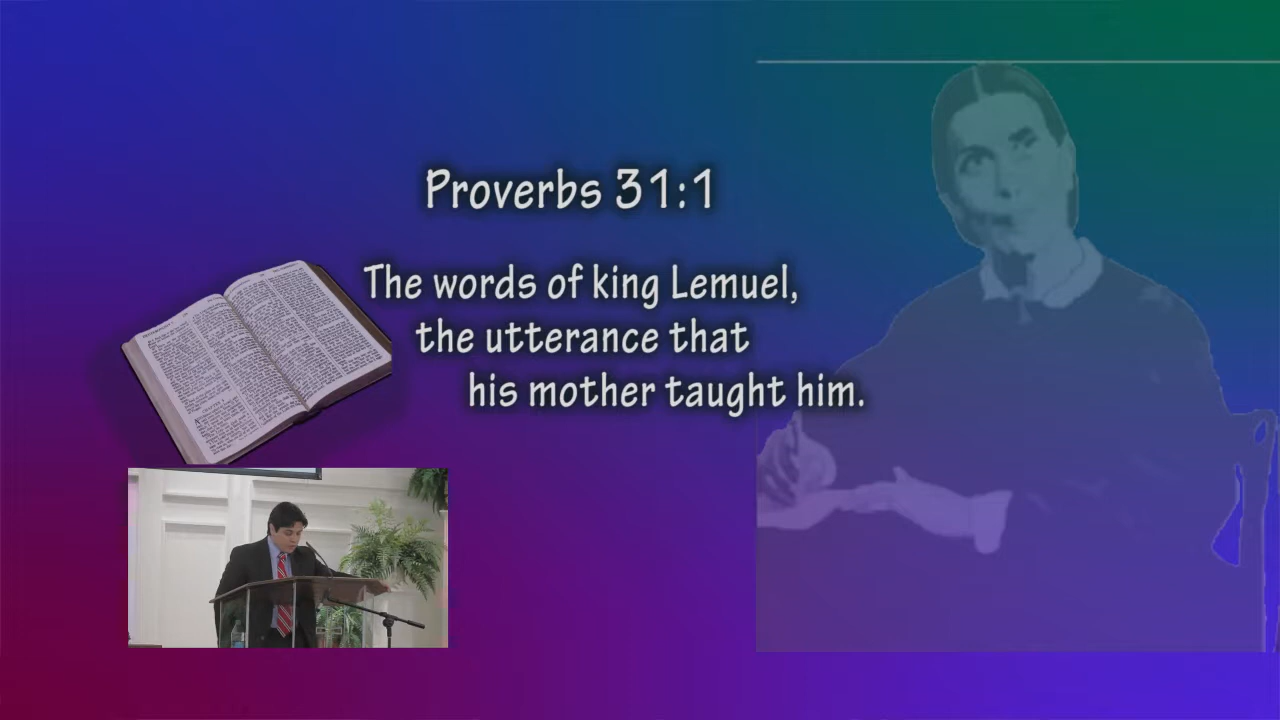 Proverbs 31:1
The words of king Lemuel,
the utterance that
his mother taught him.